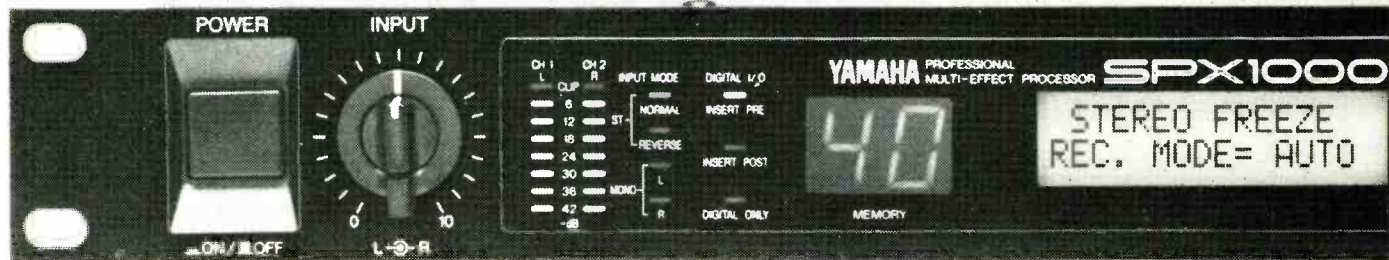 POWER
INPUT
0
10
ON / OFF
L R
CH 1 CH 2
L R
CLIP
6
12
18
24
30
36
42
-dB
INPUT MODE
ST
NORMAL
REVERSE
MONO
L
R
DIGITAL I/O
INSERT PRE
INSERT POST
DIGITAL ONLY
YAMAHA PROFESSIONAL
MULTI-EFFECT PROCESSOR SPX1000
40
MEMORY
STEREO FREEZE
REC. MODE= AUTO